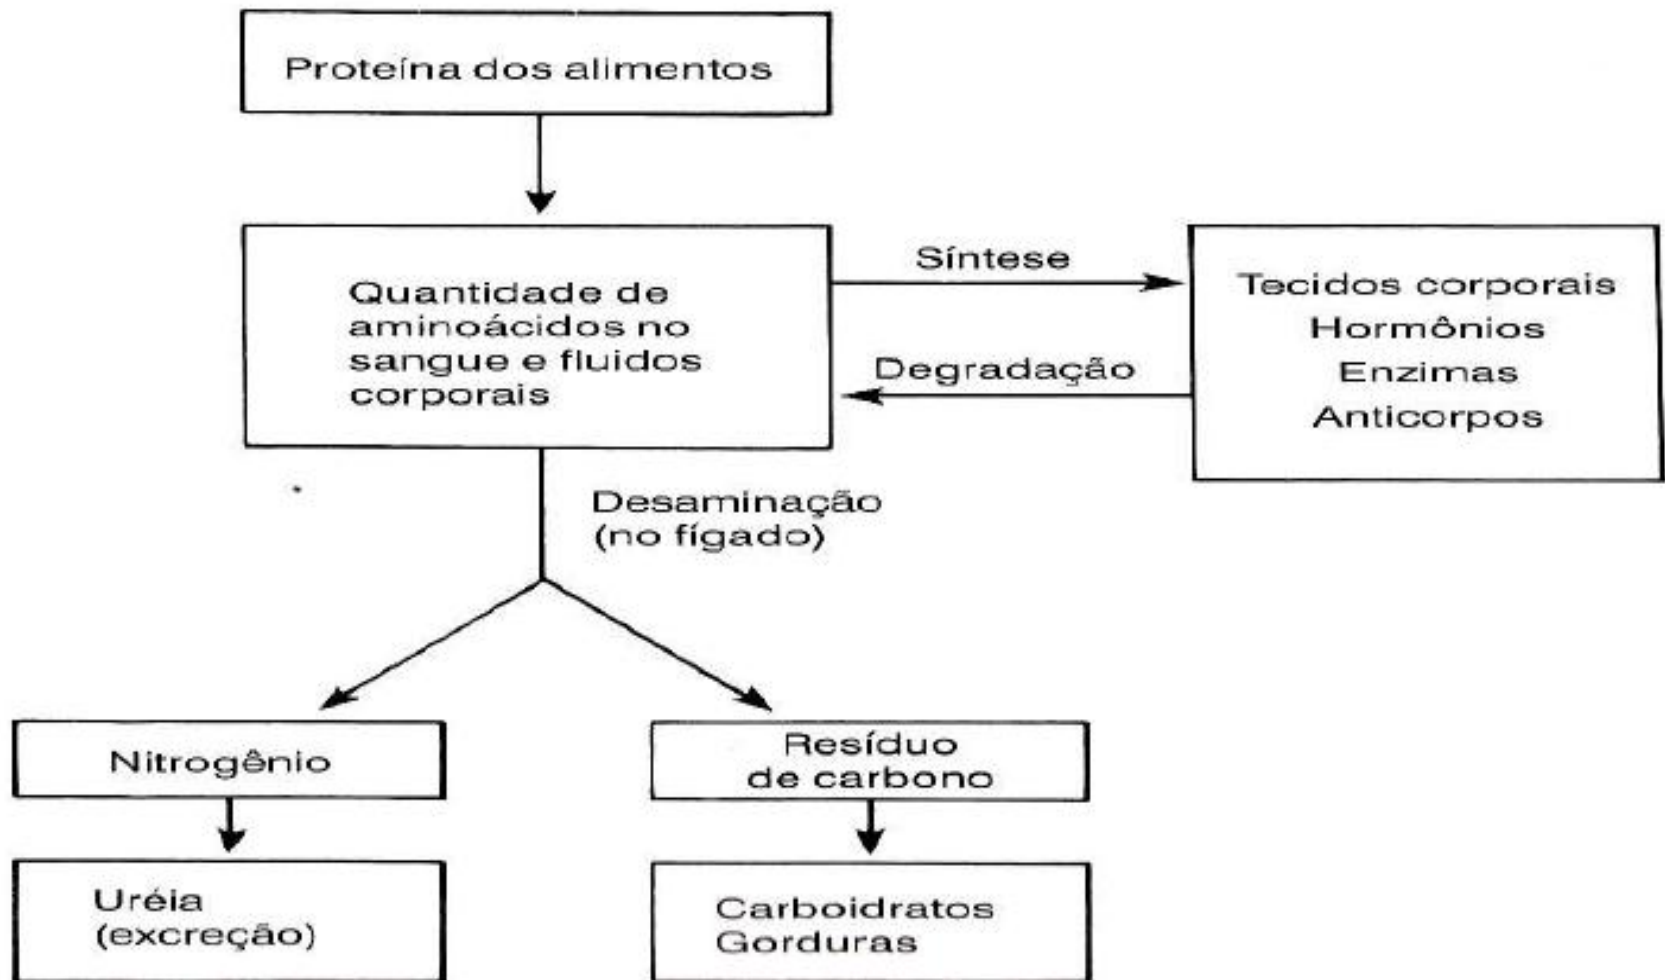 Proteína dos alimentos
Quantidade de
aminoácidos no
sangue e fluidos
corporais
Síntese
Degradação
Tecidos corporais
Hormônios
Enzimas
Anticorpos
Desaminação
(no fígado)
Nitrogênio
Resíduo
de carbono
Uréia
(excreção)
Carboidratos
Gorduras